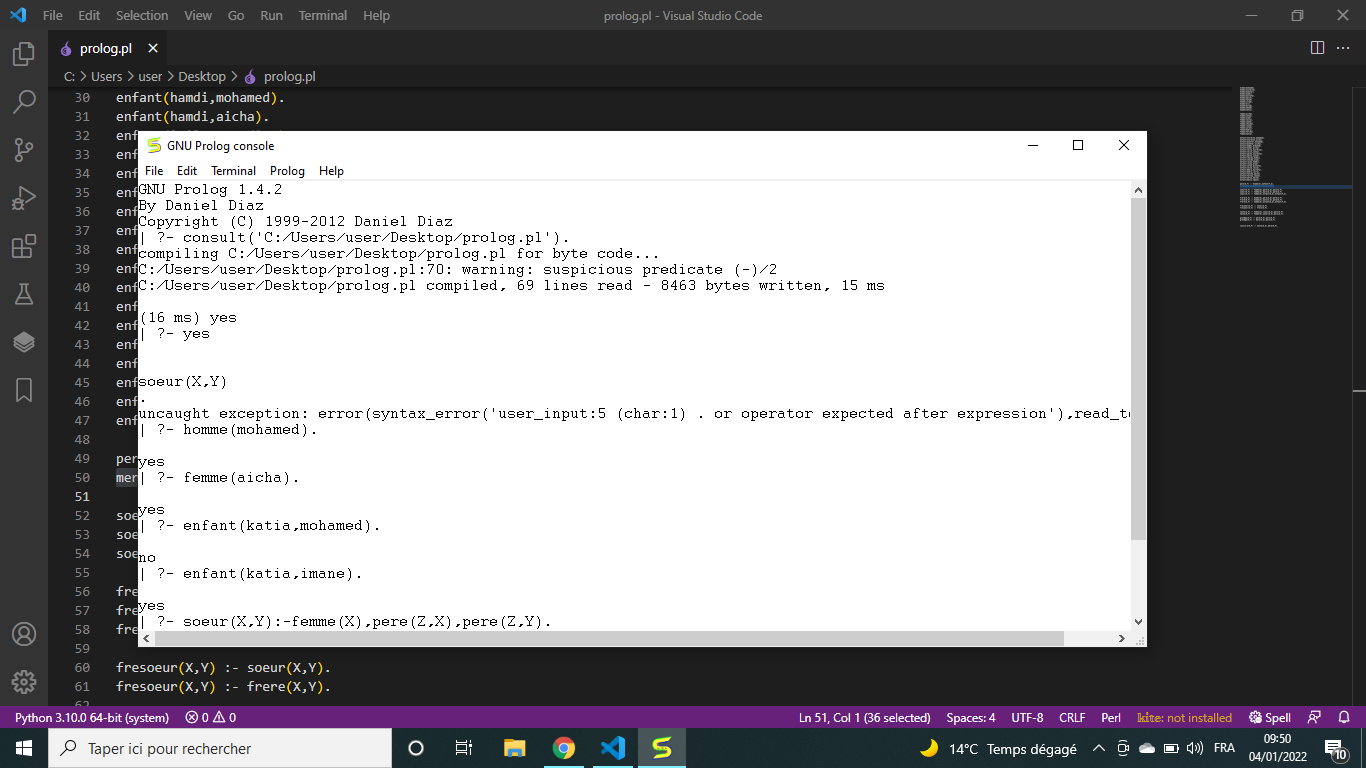 File Edit Selection View Go Run Terminal Help prolog.pl - Visual Studio Code
prolog.pl
C: > Users > user > Desktop > prolog.pl
30 enfant(hamdi,mohamed).
31 enfant(hamdi,aicha).
32 enf
33 enf
34 enf
35 enf
36 enf
37 enf
38 enf
39 enf
40 enf
41 enf
42 enf
43 enf
44 enf
45 enf
46 enf
47 enf
48
49 per
50 mer
51
52 soe
53 soe
54 soe
55
56 fre
57 fre
58 fre
59
60 fresoeur(X,Y) :- soeur(X,Y).
61 fresoeur(X,Y) :- frere(X,Y).
62
GNU Prolog console
File Edit Terminal Prolog Help
GNU Prolog 1.4.2
By Daniel Diaz
Copyright (C) 1999-2012 Daniel Diaz
| ?- consult('C:/Users/user/Desktop/prolog.pl').
compiling C:/Users/user/Desktop/prolog.pl for byte code...
C:/Users/user/Desktop/prolog.pl:70: warning: suspicious predicate (-)/2
C:/Users/user/Desktop/prolog.pl compiled, 69 lines read - 8463 bytes written, 15 ms
(16 ms) yes
| ?- yes
soeur(X,Y)
.
uncaught exception: error(syntax_error('user_input:5 (char:1) . or operator expected after expression'),read_te
| ?- homme(mohamed).
yes
| ?- femme(aicha).
yes
| ?- enfant(katia,mohamed).
no
| ?- enfant(katia,imane).
yes
| ?- soeur(X,Y):-femme(X),pere(Z,X),pere(Z,Y).
Python 3.10.0 64-bit (system) 0 0 Ln 51, Col 1 (36 selected) Spaces: 4 UTF-8 CRLF Perl kite: not installed Spell
Taper ici pour rechercher 14°C Temps dégagé FRA 09:50
04/01/2022 10